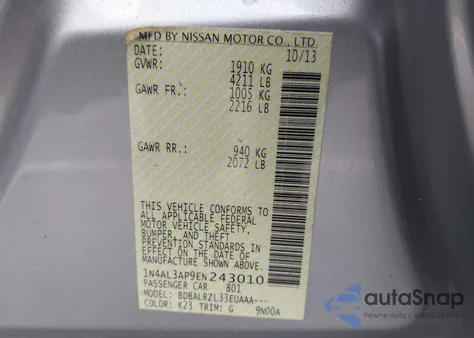 MFD BY NISSAN MOTOR CO., LTD.
DATE: 10/13
GVWR: 1910 KG
4211 LB
GAWR FR.: 1005 KG
2216 LB
GAWR RR.: 940 KG
2072 LB
THIS VEHICLE CONFORMS TO
ALL APPLICABLE FEDERAL
MOTOR VEHICLE SAFETY,
BUMPER, AND THEFT
PREVENTION STANDARDS IN
EFFECT ON THE DATE OF
MANUFACTURE SHOWN ABOVE.
1N4AL3AP9EN243010
PASSENGER CAR 801
MODEL: BDBALRZL33EUAAA---
COLOR: K23 TRIM: G 9N00A
autoSnap
Pewne auto z